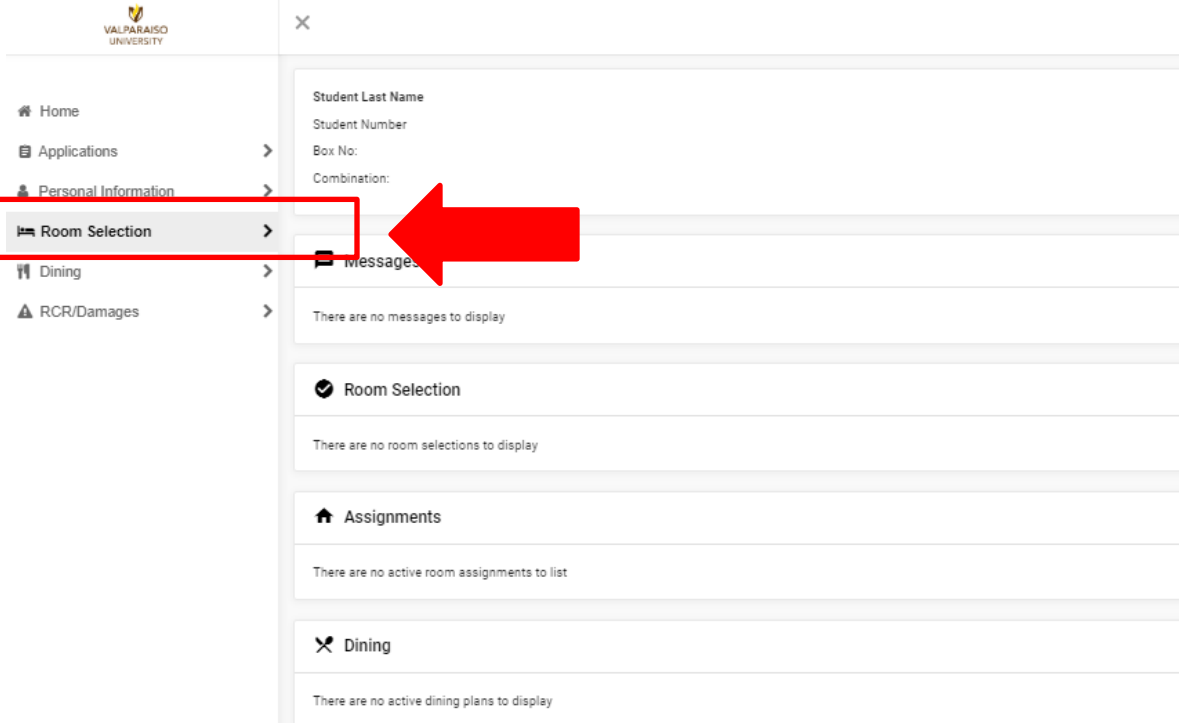 VALPARAISO
UNIVERSITY
Home
Applications
Personal Information
Room Selection
Dining
RCR/Damages
Student Last Name
Student Number
Box No:
Combination:
Messages
There are no messages to display
Room Selection
There are no room selections to display
Assignments
There are no active room assignments to list
Dining
There are no active dining plans to display